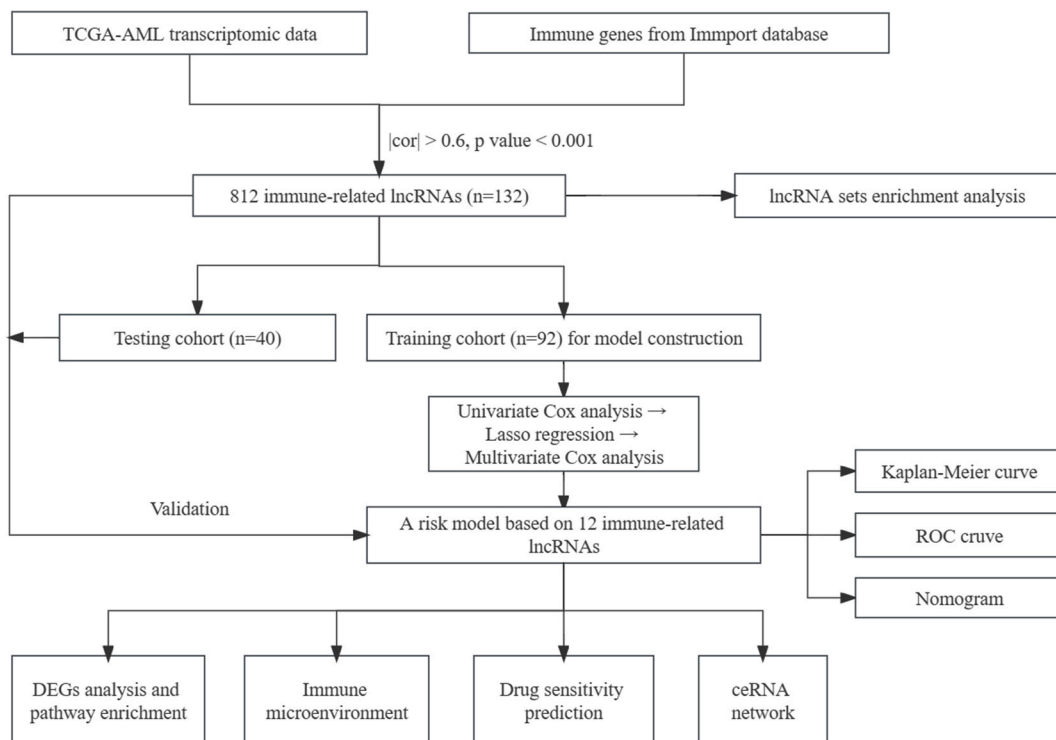 TCGA-AML transcriptomic data
Immune genes from Immport database
|cor| > 0.6, p value < 0.001
812 immune-related lncRNAs (n=132)
lncRNA sets enrichment analysis
Testing cohort (n=40)
Training cohort (n=92) for model construction
Univariate Cox analysis →
Lasso regression →
Multivariate Cox analysis
Kaplan-Meier curve
Validation
A risk model based on 12 immune-related
lncRNAs
ROC cruve
Nomogram
DEGs analysis and
pathway enrichment
Immune
microenvironment
Drug sensitivity
prediction
ceRNA
network